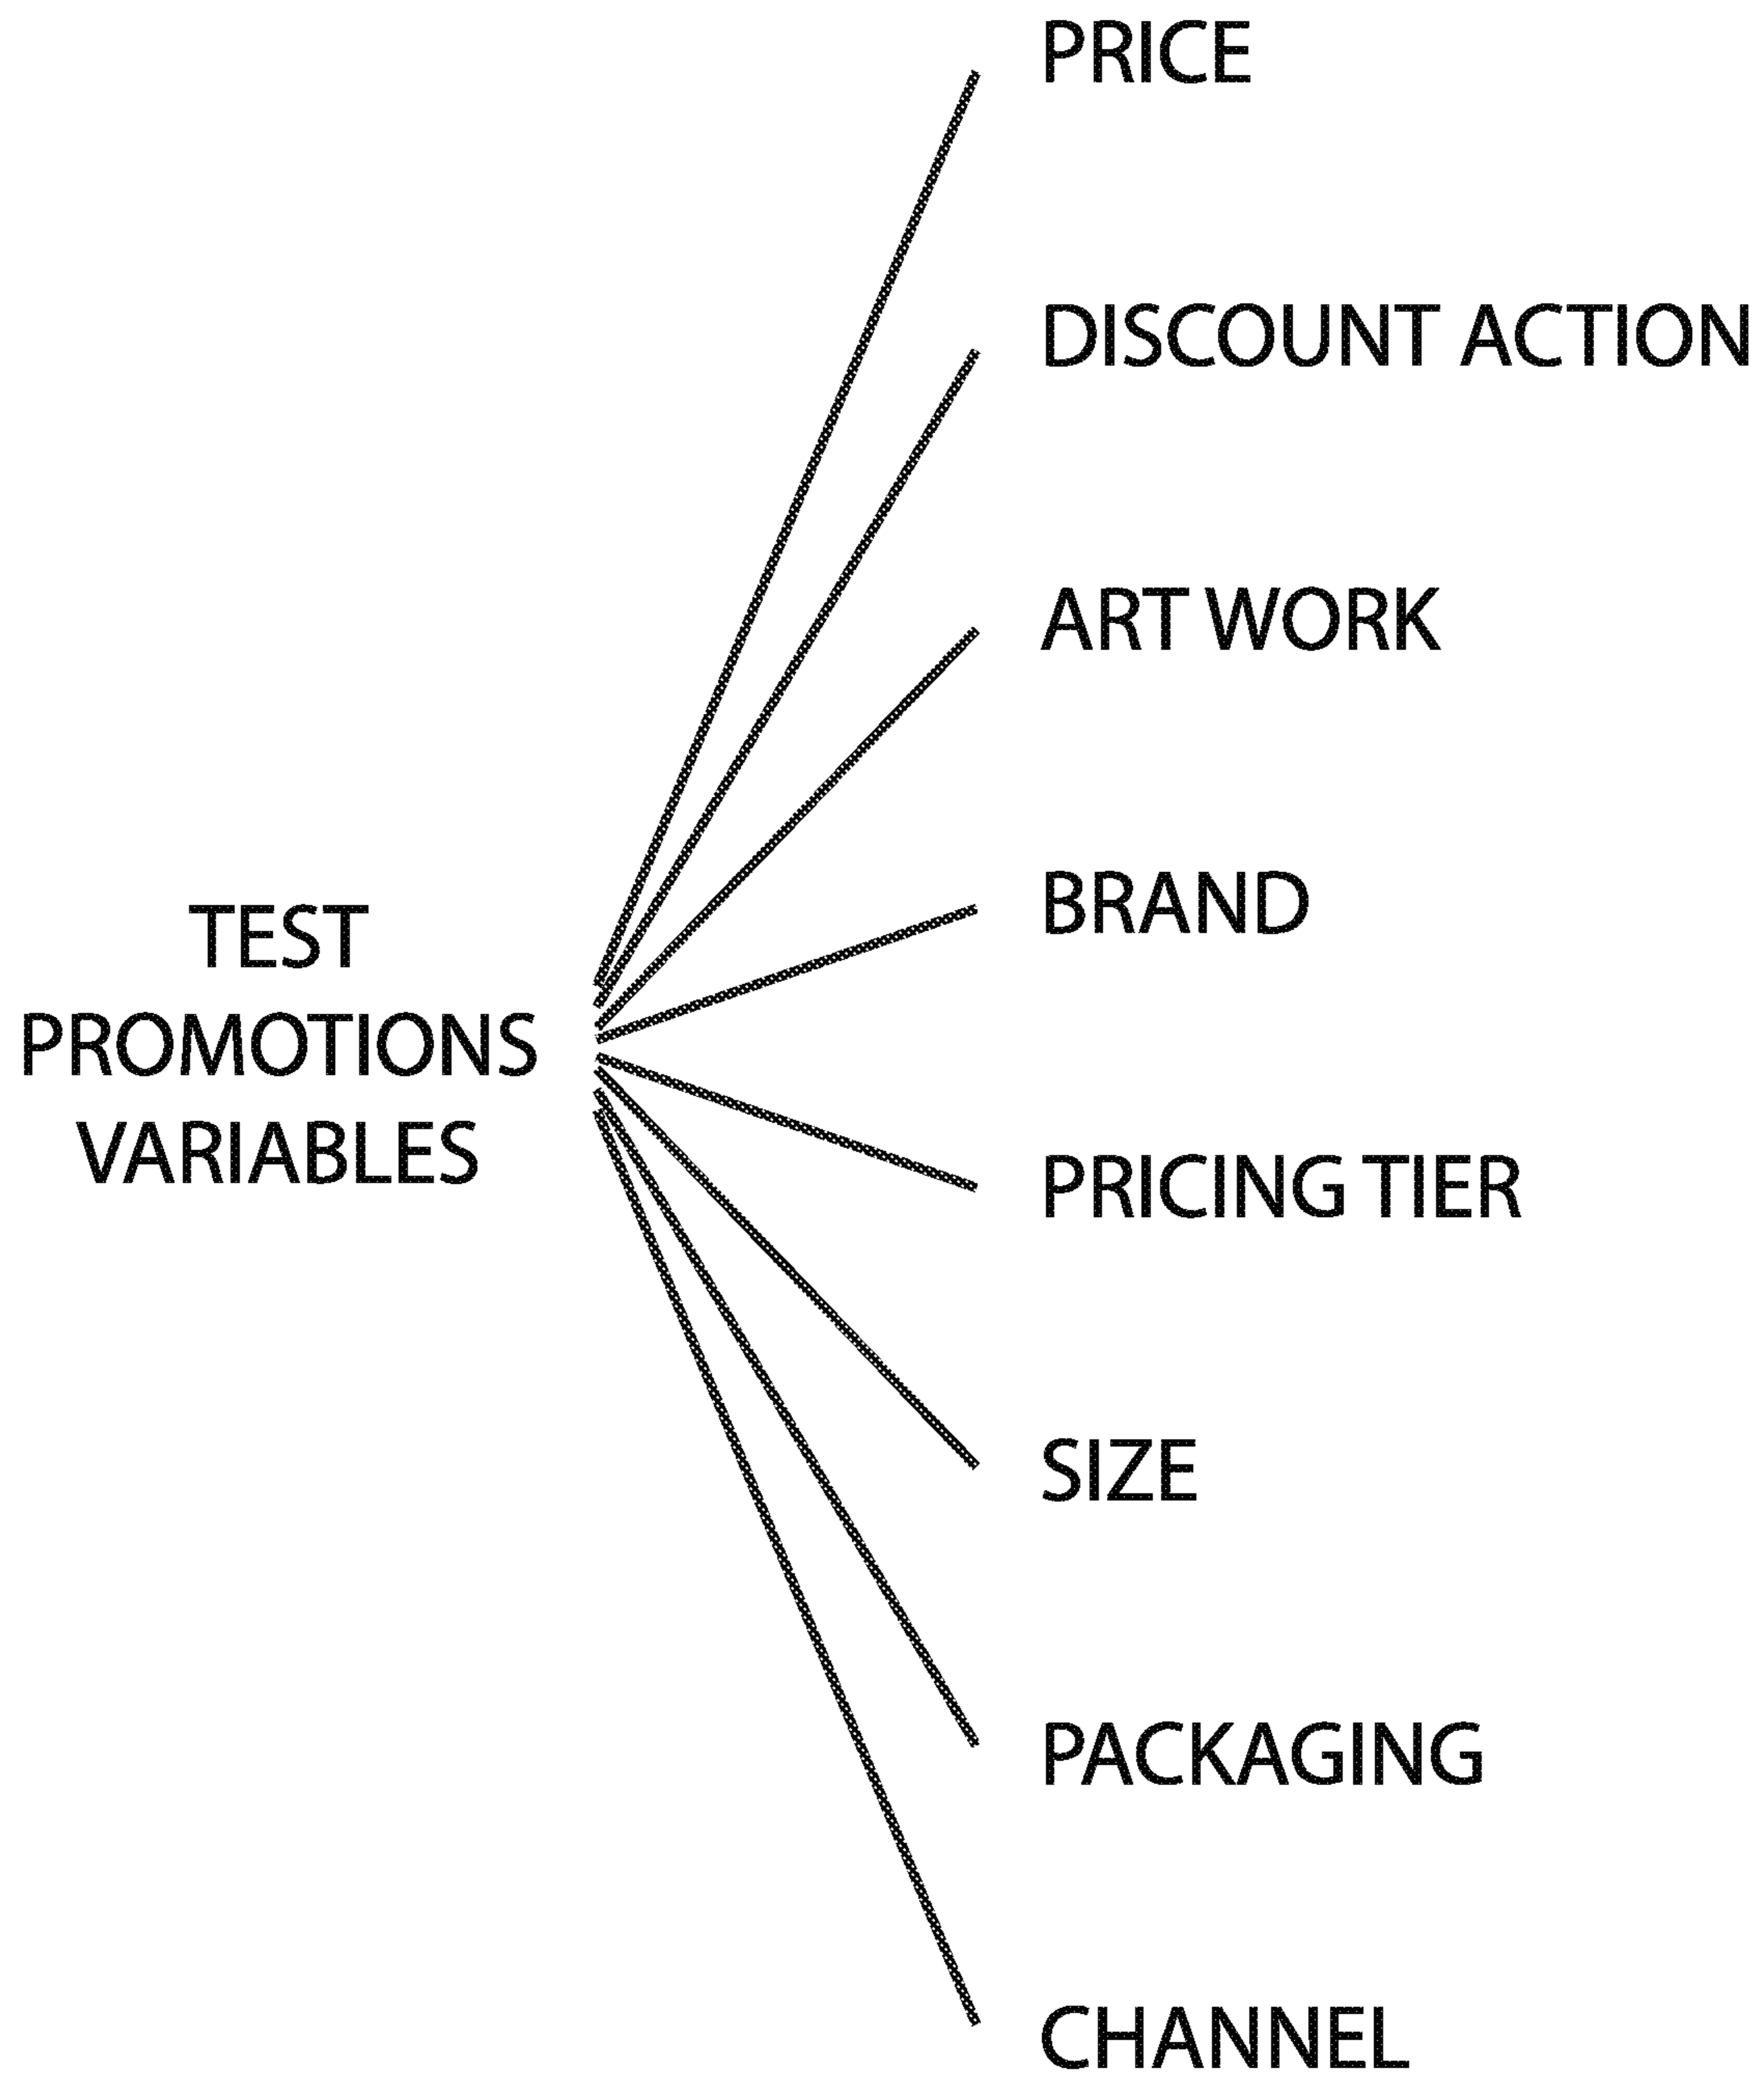 TEST
PROMOTIONS
VARIABLES
PRICE
DISCOUNT ACTION
ART WORK
BRAND
PRICING TIER
SIZE
PACKAGING
CHANNEL